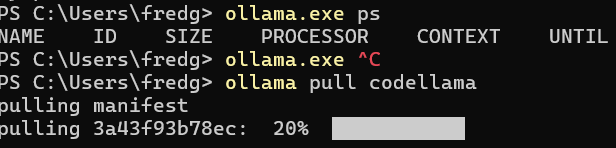 PS C:\Users\fredg> ollama.exe ps
NAME    ID    SIZE    PROCESSOR    CONTEXT    UNTIL
PS C:\Users\fredg> ollama.exe ^C
PS C:\Users\fredg> ollama pull codellama
pulling manifest
pulling 3a43f93b78ec:  20%